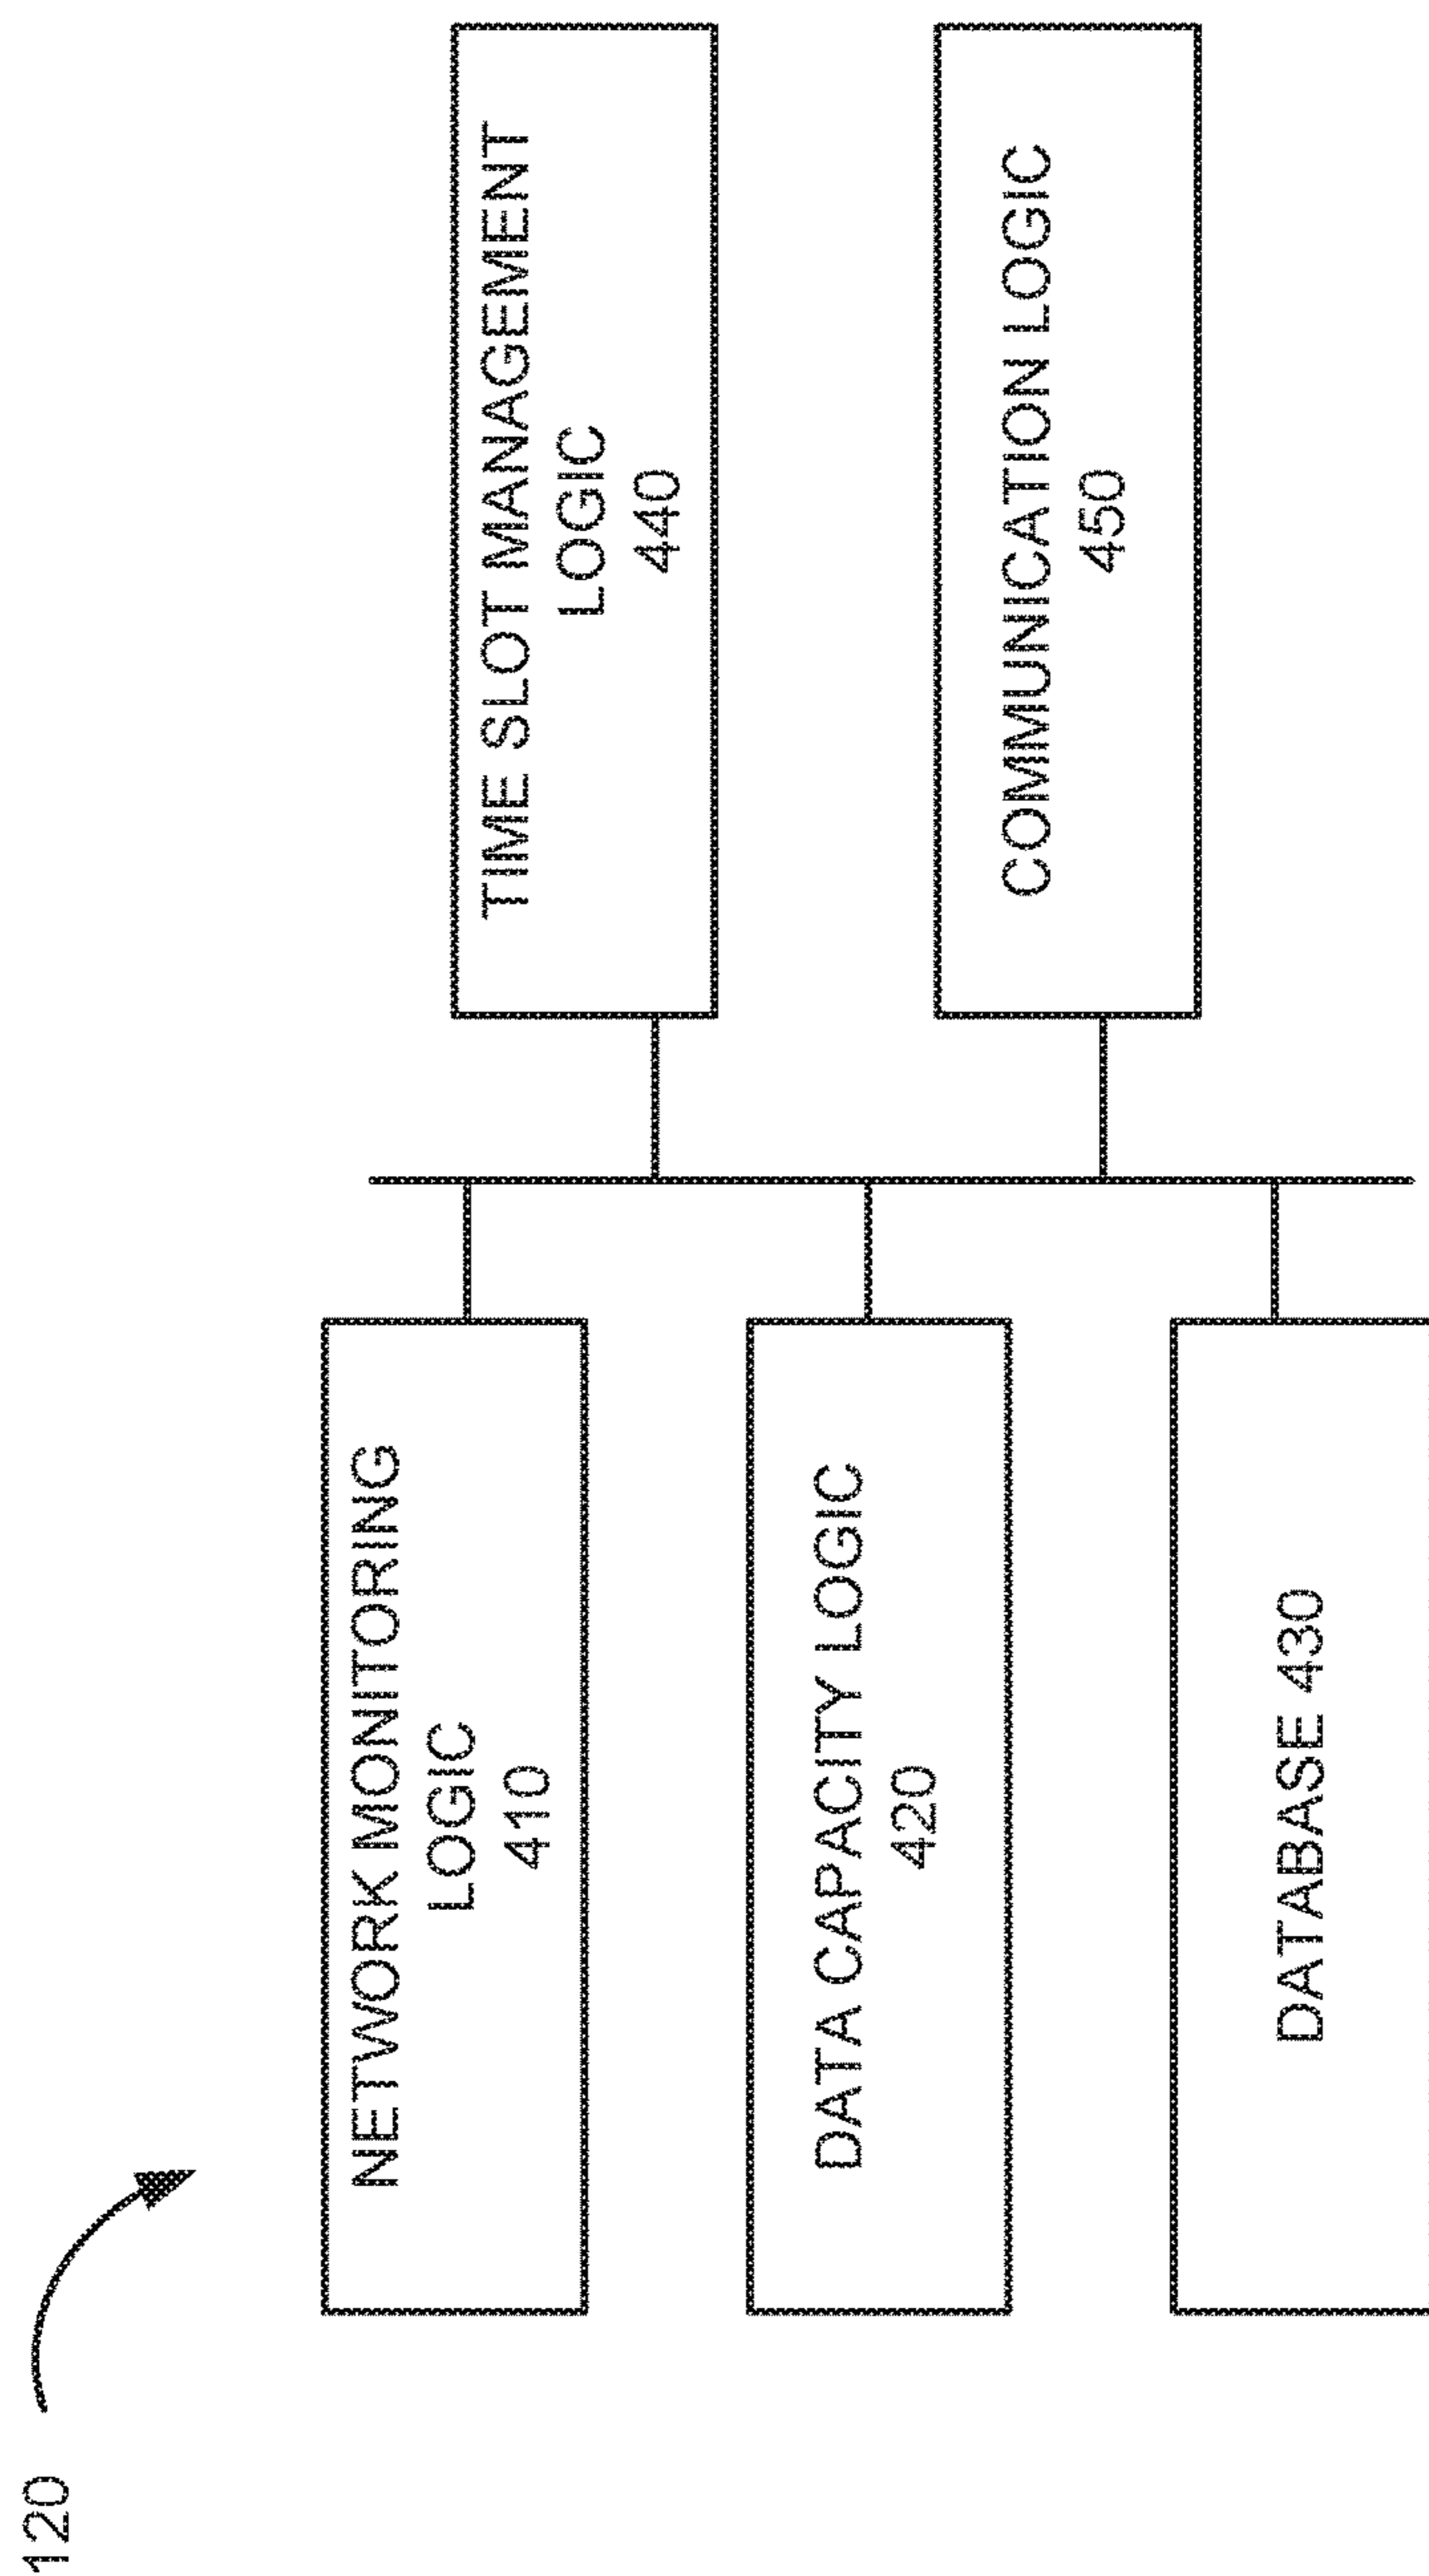 120
NETWORK MONITORING
LOGIC
410
DATA CAPACITY LOGIC
420
DATABASE 430
TIME SLOT MANAGEMENT
LOGIC
440
COMMUNICATION LOGIC
450